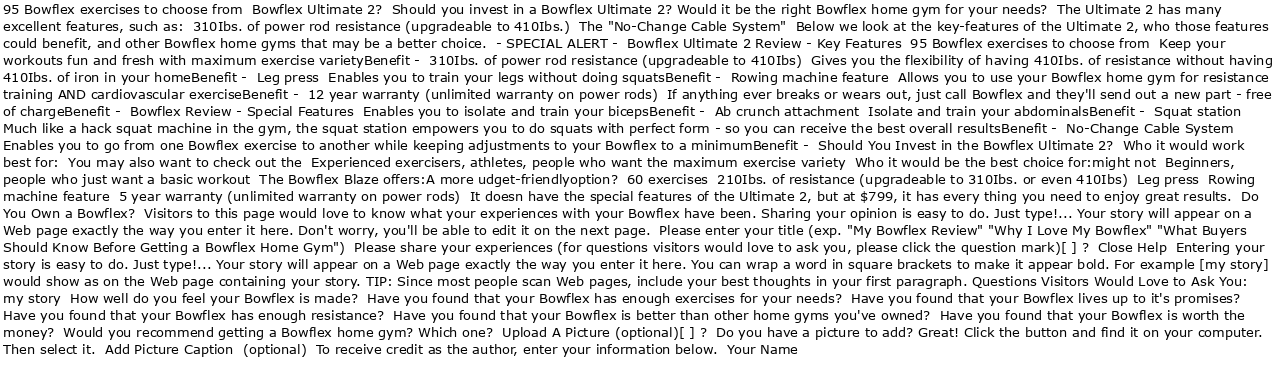 95 Bowflex exercises to choose from  Bowflex Ultimate 2?  Should you invest in a Bowflex Ultimate 2? Would it be the right Bowflex home gym for your needs?  The Ultimate 2 has many
excellent features, such as:  310Ibs. of power rod resistance (upgradeable to 410Ibs.)  The "No-Change Cable System"  Below we look at the key-features of the Ultimate 2, who those features
could benefit, and other Bowflex home gyms that may be a better choice.  - SPECIAL ALERT -  Bowflex Ultimate 2 Review - Key Features  95 Bowflex exercises to choose from  Keep your
workouts fun and fresh with maximum exercise varietyBenefit -  310Ibs. of power rod resistance (upgradeable to 410Ibs)  Gives you the flexibility of having 410Ibs. of resistance without having
410Ibs. of iron in your homeBenefit -  Leg press  Enables you to train your legs without doing squatsBenefit -  Rowing machine feature  Allows you to use your Bowflex home gym for resistance
training AND cardiovascular exerciseBenefit -  12 year warranty (unlimited warranty on power rods)  If anything ever breaks or wears out, just call Bowflex and they'll send out a new part - free
of chargeBenefit -  Bowflex Review - Special Features  Enables you to isolate and train your bicepsBenefit -  Ab crunch attachment  Isolate and train your abdominalsBenefit -  Squat station
Much like a hack squat machine in the gym, the squat station empowers you to do squats with perfect form - so you can receive the best overall resultsBenefit -  No-Change Cable System
Enables you to go from one Bowflex exercise to another while keeping adjustments to your Bowflex to a minimumBenefit -  Should You Invest in the Bowflex Ultimate 2?  Who it would work
best for:  You may also want to check out the  Experienced exercisers, athletes, people who want the maximum exercise variety  Who it would be the best choice for:might not  Beginners,
people who just want a basic workout  The Bowflex Blaze offers:A more udget-friendlyoption?  60 exercises  210Ibs. of resistance (upgradeable to 310Ibs. or even 410Ibs)  Leg press  Rowing
machine feature  5 year warranty (unlimited warranty on power rods)  It doesn have the special features of the Ultimate 2, but at $799, it has every thing you need to enjoy great results.  Do
You Own a Bowflex?  Visitors to this page would love to know what your experiences with your Bowflex have been. Sharing your opinion is easy to do. Just type!... Your story will appear on a
Web page exactly the way you enter it here. Don't worry, you'll be able to edit it on the next page.  Please enter your title (exp. "My Bowflex Review" "Why I Love My Bowflex" "What Buyers
Should Know Before Getting a Bowflex Home Gym")  Please share your experiences (for questions visitors would love to ask you, please click the question mark)[ ] ?  Close Help  Entering your
story is easy to do. Just type!... Your story will appear on a Web page exactly the way you enter it here. You can wrap a word in square brackets to make it appear bold. For example [my story]
would show as on the Web page containing your story. TIP: Since most people scan Web pages, include your best thoughts in your first paragraph. Questions Visitors Would Love to Ask You:
my story  How well do you feel your Bowflex is made?  Have you found that your Bowflex has enough exercises for your needs?  Have you found that your Bowflex lives up to it's promises?
Have you found that your Bowflex has enough resistance?  Have you found that your Bowflex is better than other home gyms you've owned?  Have you found that your Bowflex is worth the
money?  Would you recommend getting a Bowflex home gym? Which one?  Upload A Picture (optional)[ ] ?  Do you have a picture to add? Great! Click the button and find it on your computer.
Then select it.  Add Picture Caption  (optional)  To receive credit as the author, enter your information below.  Your Name